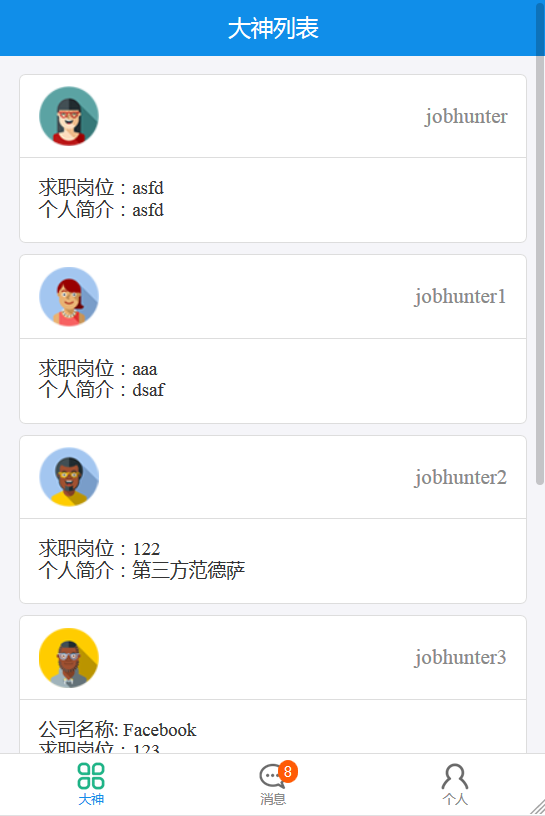 大神列表
jobhunter
求职岗位：asfd
个人简介：asfd
jobhunter1
求职岗位：aaa
个人简介：dsaf
jobhunter2
求职岗位：122
个人简介：第三方范德萨
jobhunter3
公司名称: Facebook
求职岗位：123
8
大神
消息
个人